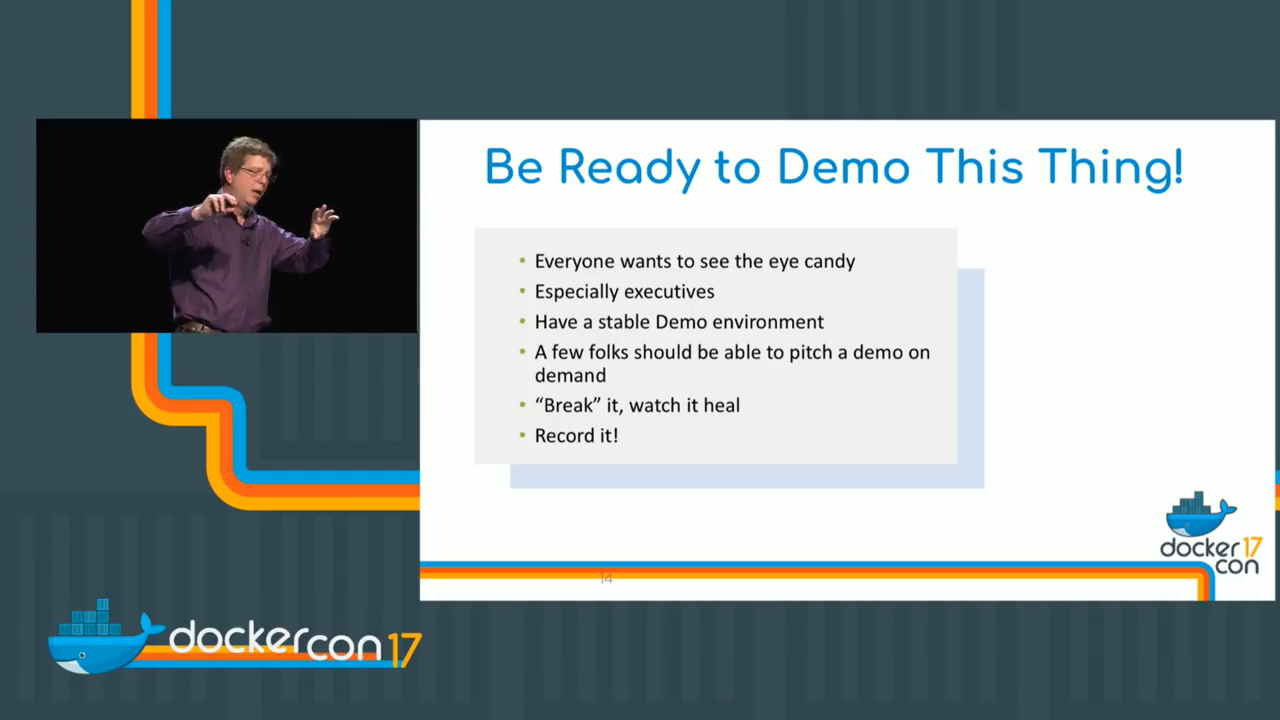 Be Ready to Demo This Thing!
• Everyone wants to see the eye candy
• Especially executives
• Have a stable Demo environment
• A few folks should be able to pitch a demo on
demand
• “Break” it, watch it heal
• Record it!
docker 17
con
14
dockercon 17